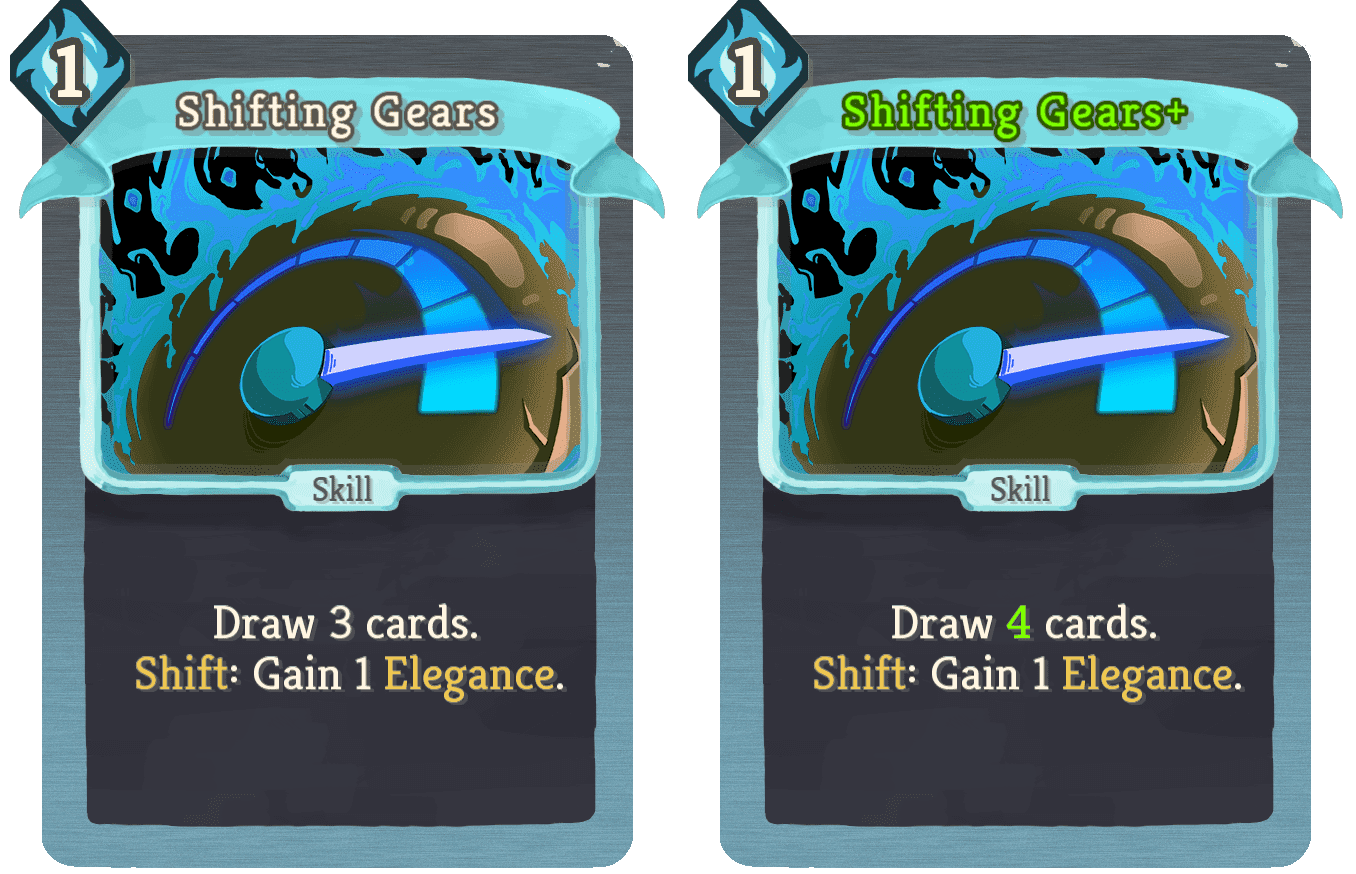 1
Shifting Gears
Skill
Draw 3 cards.
Shift: Gain 1 Elegance.
1
Shifting Gears+
Skill
Draw 4 cards.
Shift: Gain 1 Elegance.